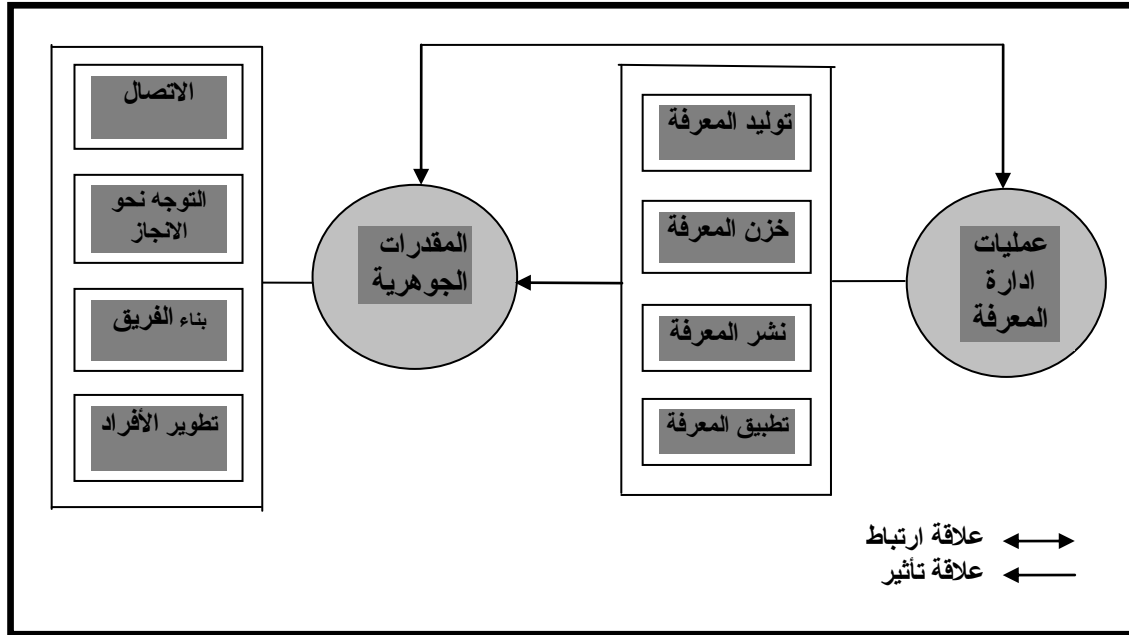 عمليات
ادارة
المعرفة
توليد المعرفة
خزن المعرفة
نشر المعرفة
تطبيق المعرفة
المقدرات
الجوهرية
الاتصال
التوجه نحو
الانجاز
بناء الفريق
تطوير الأفراد
علاقة ارتباط
علاقة تأثير